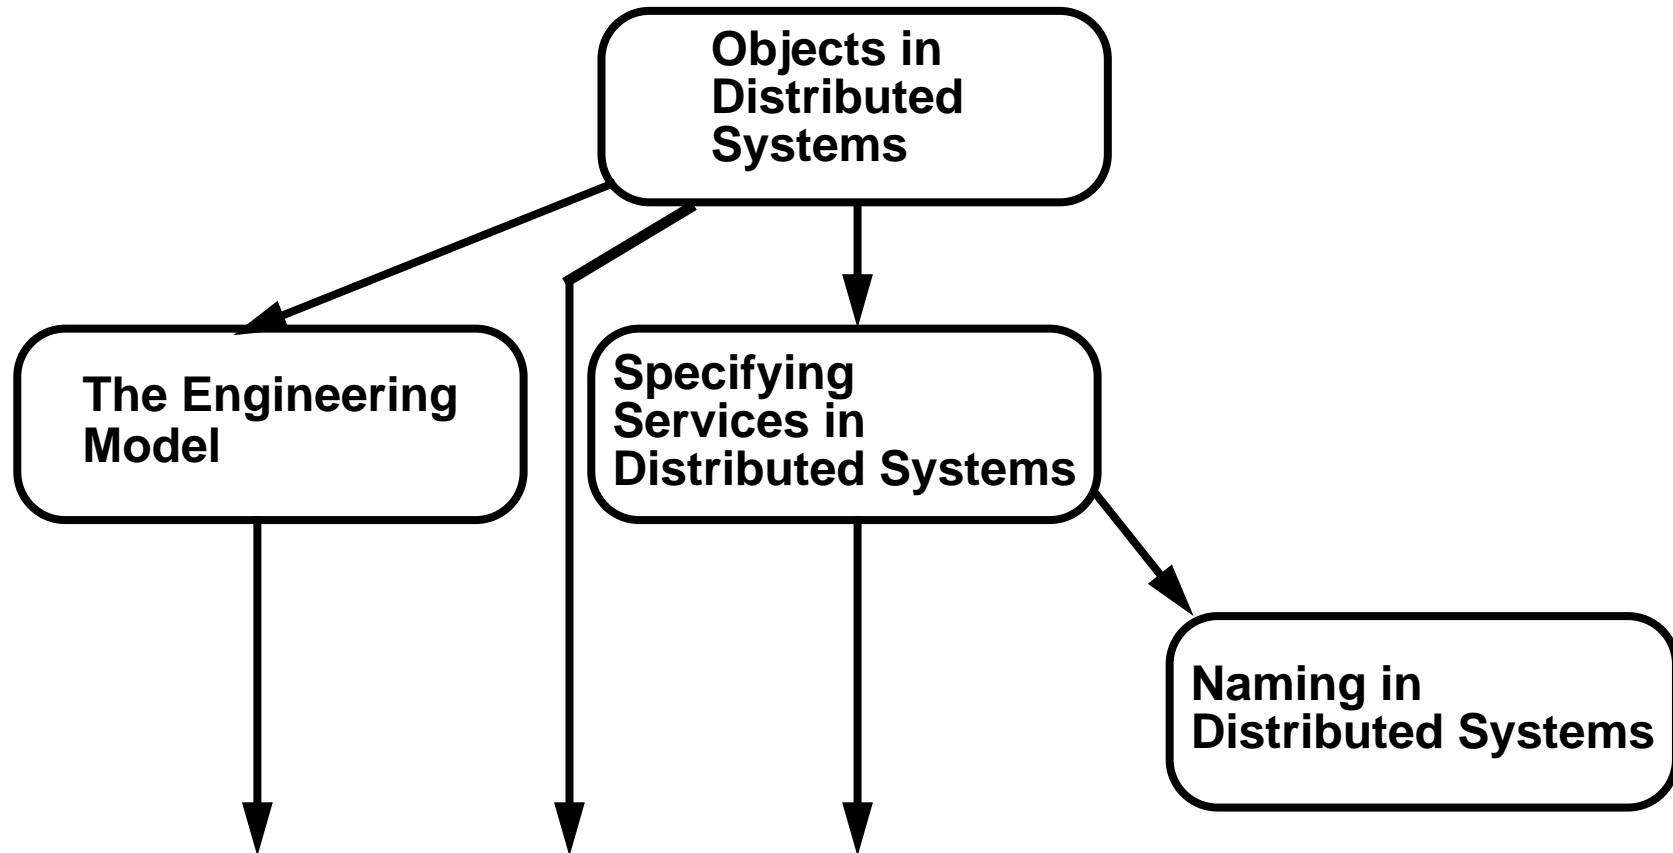 Objects in
Distributed
Systems
The Engineering
Model
Specifying
Services in
Distributed Systems
Naming in
Distributed Systems